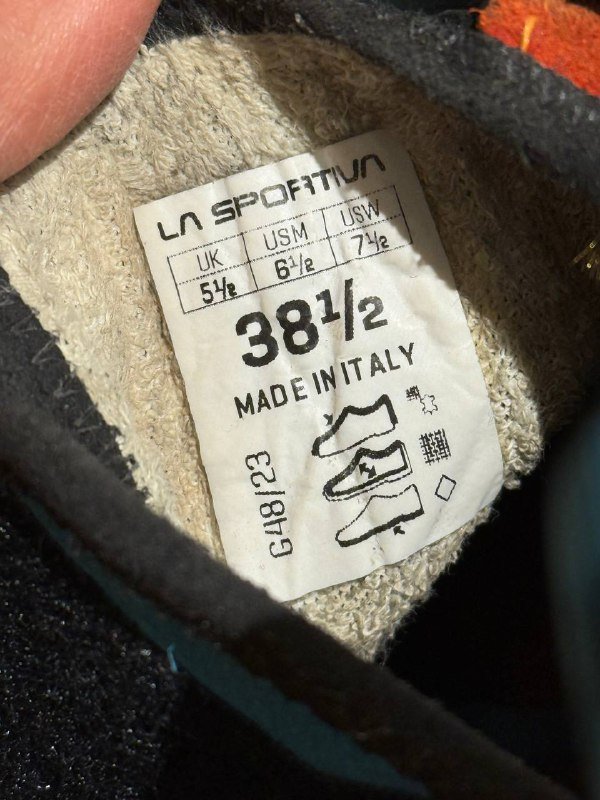 LA SPORTIVA
UK USM USW
5½ 6½ 7½
38½
MADE IN ITALY
G48/23